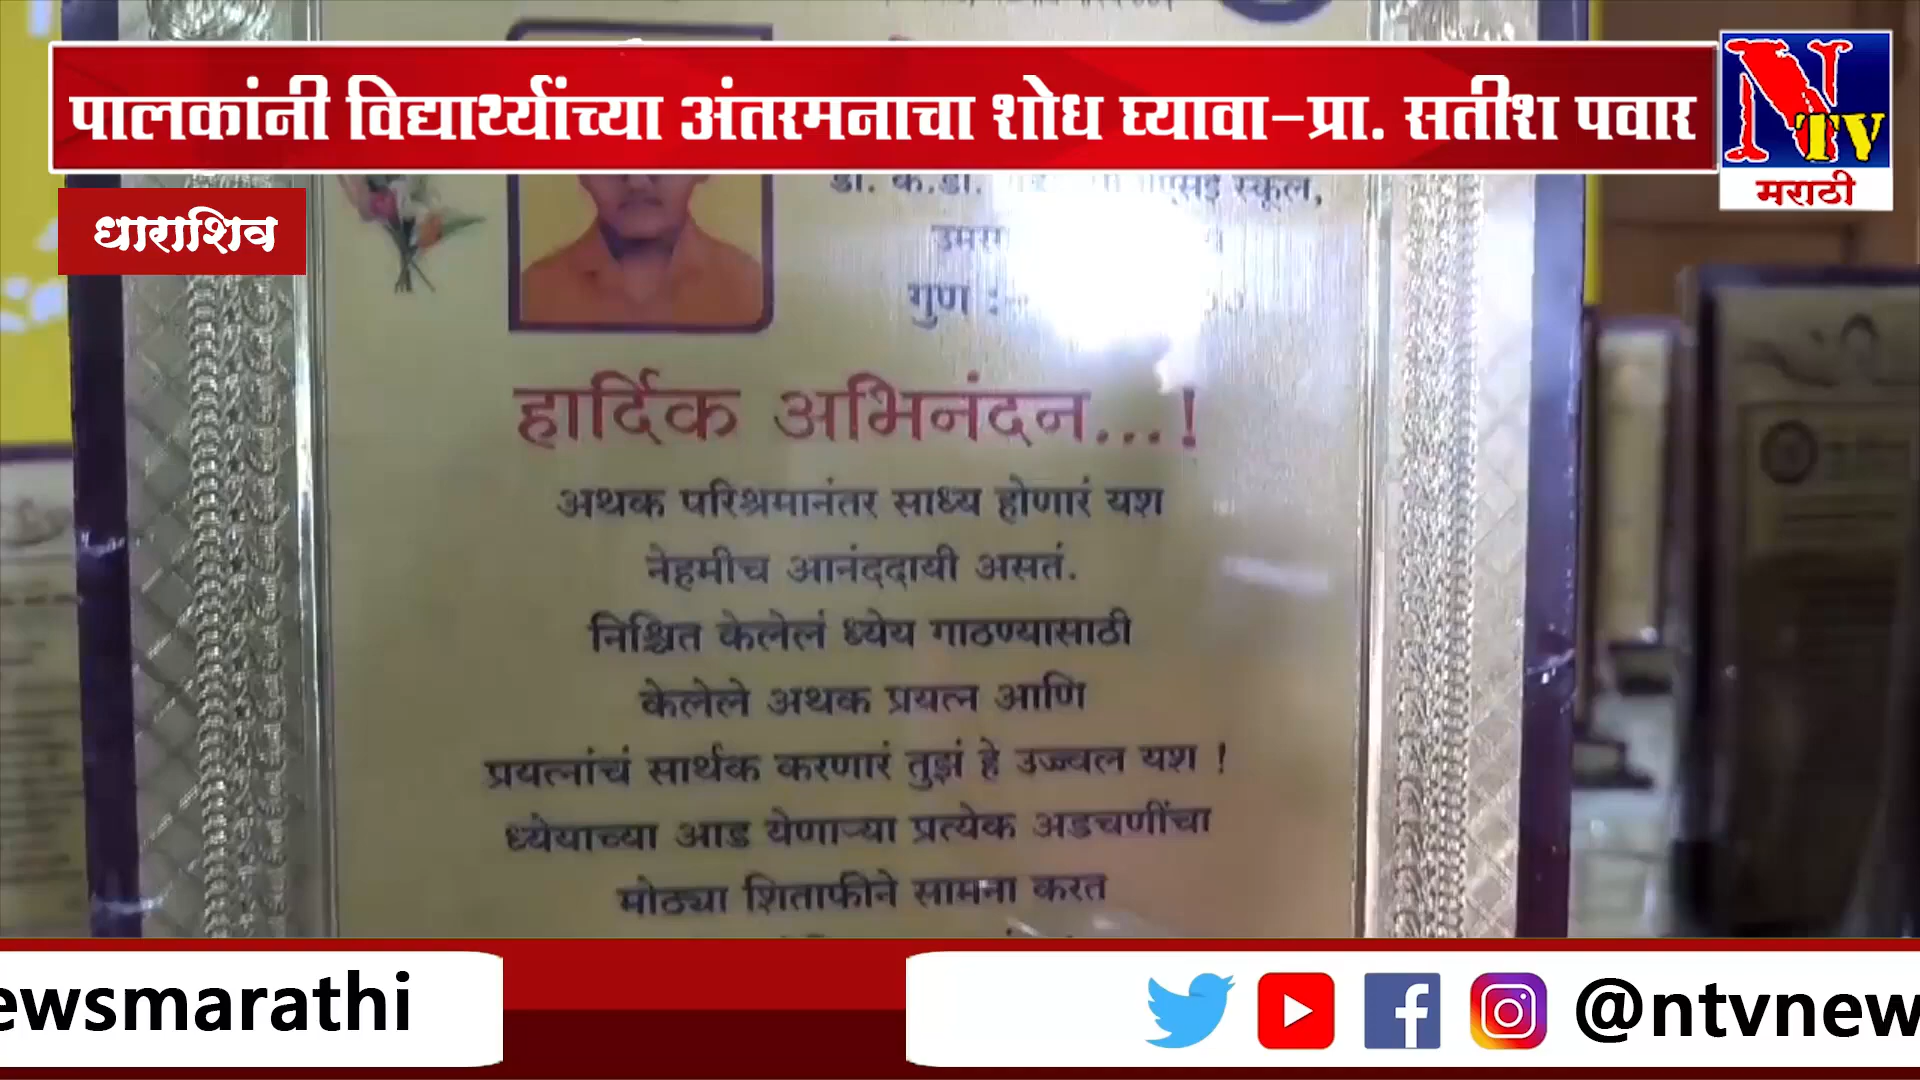 पालकांनी विद्यार्थ्यांच्या अंतरमनाचा शोध घ्यावा-प्रा. सतीश पवार
NTV
मराठी
धाराशिव
डॉ. क.डॉ. स्कूल,
गुण :
हार्दिक अभिनंदन...!
अथक परिश्रमानंतर साध्य होणारं यश
नेहमीच आनंददायी असतं.
निश्चित केलेलं ध्येय गाठण्यासाठी
केलेले अथक प्रयत्न आणि
प्रयत्नांचं सार्थक करणारं तुझं हे उज्वल यश !
ध्येयाच्या आड येणाऱ्या प्रत्येक अडचणींचा
मोठ्या शिताफीने सामना करत
ewsmarathi
@ntvnew